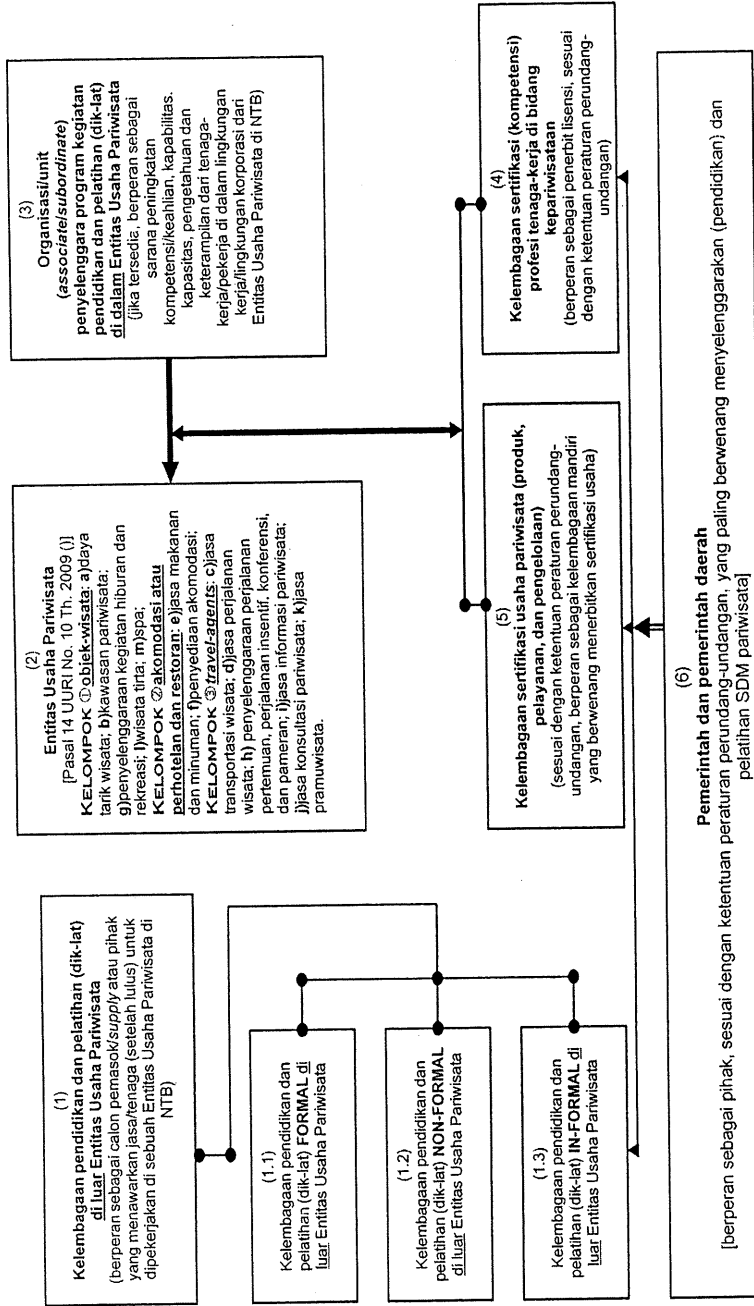 (1)
Kelembagaan pendidikan dan pelatihan (dik-lat)
di luar Entitas Usaha Pariwisata
(berperan sebagai calon pemasok/supply atau pihak
yang menawarkan jasa/tenaga (setelah lulus) untuk
dipekerjakan di sebuah Entitas Usaha Pariwisata di
NTB)
(1.1)
Kelembagaan pendidikan dan
pelatihan (dik-lat) FORMAL di
luar Entitas Usaha Pariwisata
(1.2)
Kelembagaan pendidikan dan
pelatihan (dik-lat) NON-FORMAL
di luar Entitas Usaha Pariwisata
(1.3)
Kelembagaan pendidikan dan
pelatihan (dik-lat) IN-FORMAL di
luar Entitas Usaha Pariwisata
(2)
Entitas Usaha Pariwisata
[Pasal 14 UURI No. 10 Th. 2009 ()]
KELOMPOK ①obiek-wisata: a)daya
tarik wisata; b)kawasan pariwisata;
g)penyelenggaraan kegiatan hiburan dan
rekreasi; l)wisata tirta; m)spa;
KELOMPOK ②akomodasi atau
perhotelan dan restoran: e)jasa makanan
dan minuman; f)penyediaan akomodasi;
KELOMPOK ③travel-agents: c)jasa
transportasi wisata; d)jasa perjalanan
wisata; h) penyelenggaraan perjalanan
pertemuan, perjalanan insentif, konferensi,
dan pameran; i)jasa informasi pariwisata;
j)jasa konsultasi pariwisata; k)jasa
pramuwisata.
(3)
Organisasi/unit
(associate/subordinate)
penyelenggara program kegiatan
pendidikan dan pelatihan (dik-lat)
di dalam Entitas Usaha Pariwisata
(jika tersedia, berperan sebagai
sarana peningkatan
kompetensi/keahlian, kapabilitas,
kapasitas, pengetahuan dan
keterampilan dari tenaga-
kerja/pekerja di dalam lingkungan
kerja/lingkungan korporasi dari
Entitas Usaha Pariwisata di NTB)
(5)
Kelembagaan sertifikasi usaha pariwisata (produk,
pelayanan, dan pengelolaan)
(sesuai dengan ketentuan peraturan perundang-
undangan, berperan sebagai kelembagaan mandiri
yang berwenang menerbitkan sertifikasi usaha)
(4)
Kelembagaan sertifikasi (kompetensi)
profesi tenaga-kerja di bidang
kepariwisataan
(berperan sebagai penerbit lisensi, sesuai
dengan ketentuan peraturan perundang-
undangan)
(6)
Pemerintah dan pemerintah daerah
[berperan sebagai pihak, sesuai dengan ketentuan peraturan perundang-undangan, yang paling berwenang menyelenggarakan (pendidikan) dan
pelatihan SDM pariwisata]